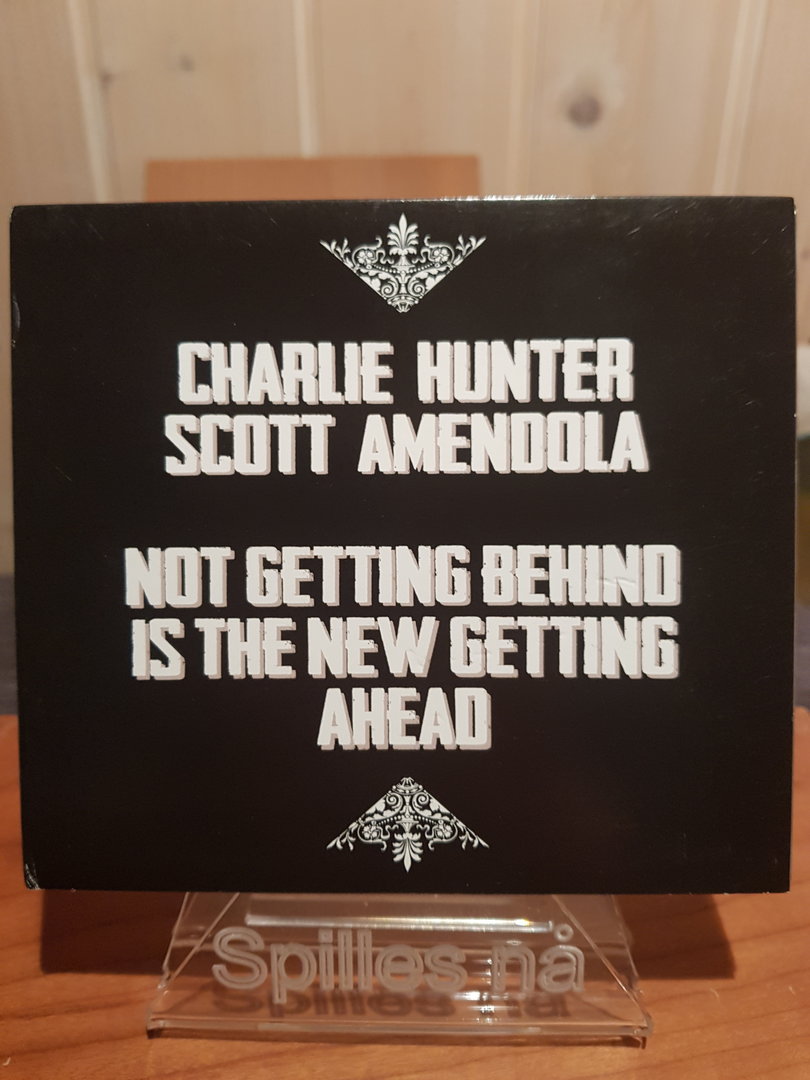 CHARLIE HUNTER
SCOTT AMENDOLA
NOT GETTING BEHIND
IS THE NEW GETTING
AHEAD
Spilles nå